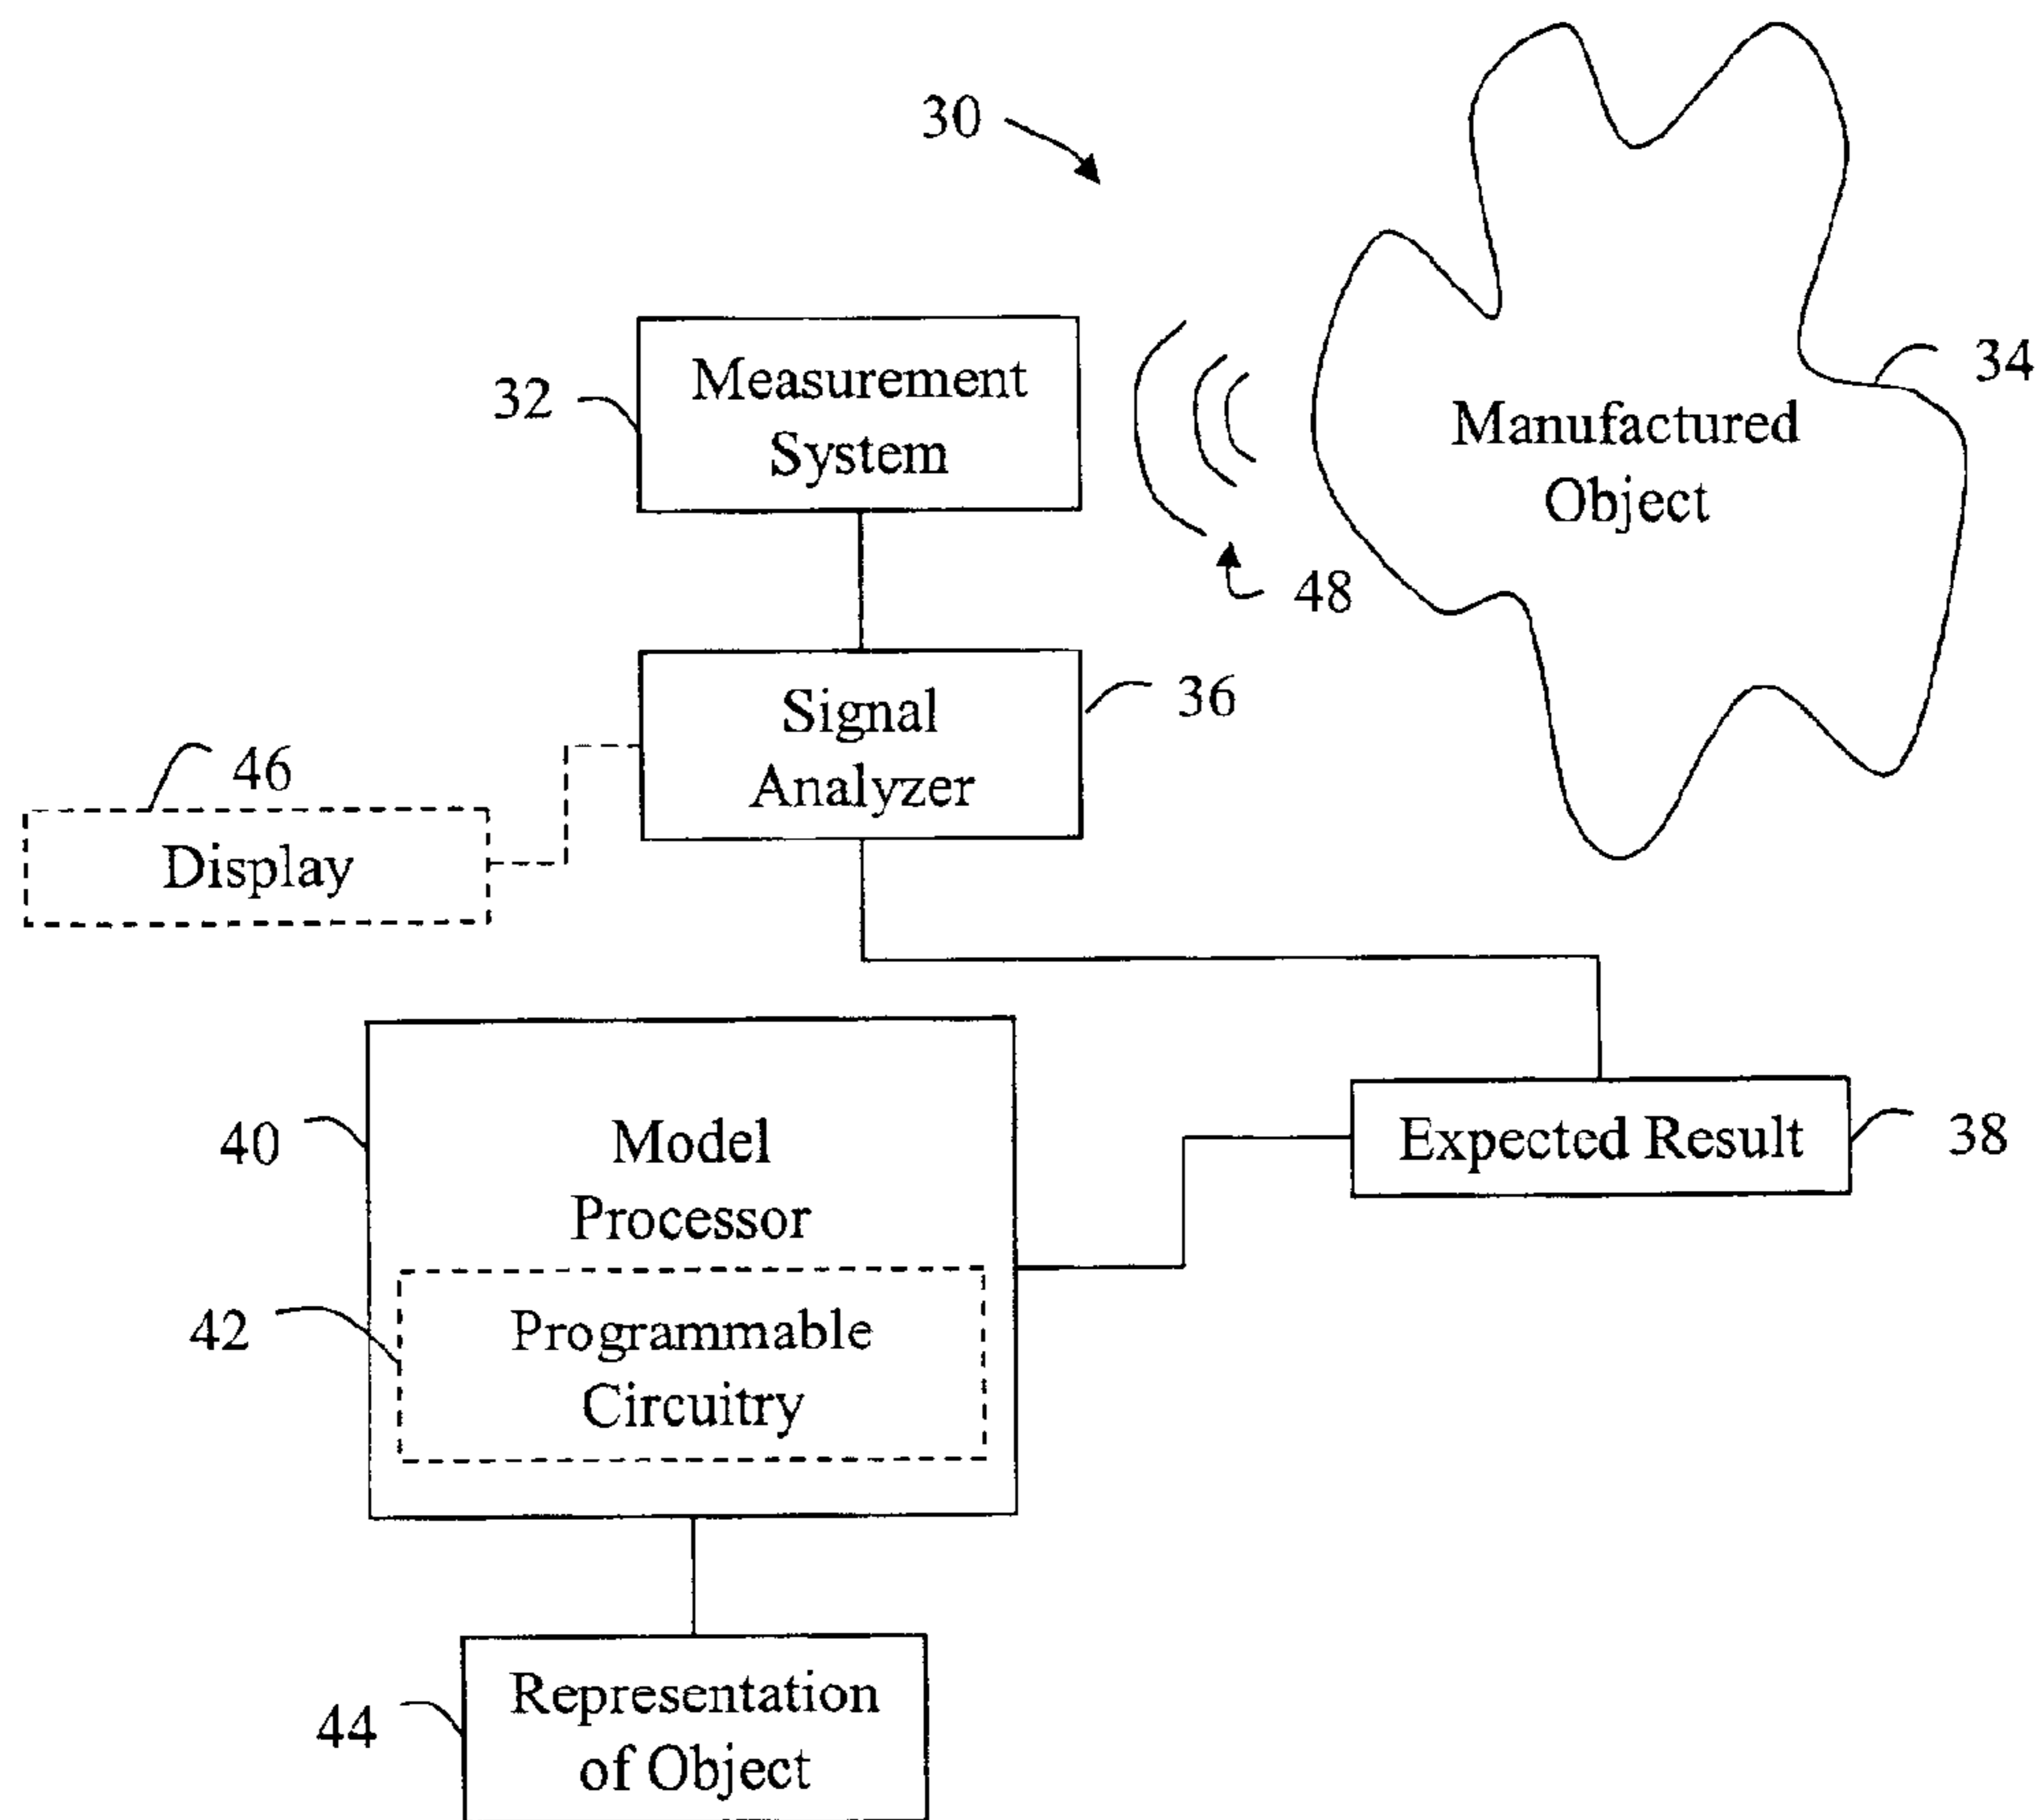 30
34
32
Measurement
System
Manufactured
Object
48
36
Signal
Analyzer
46
Display
40
Model
Processor
Expected Result
38
42
Programmable
Circuitry
44
Representation
of Object